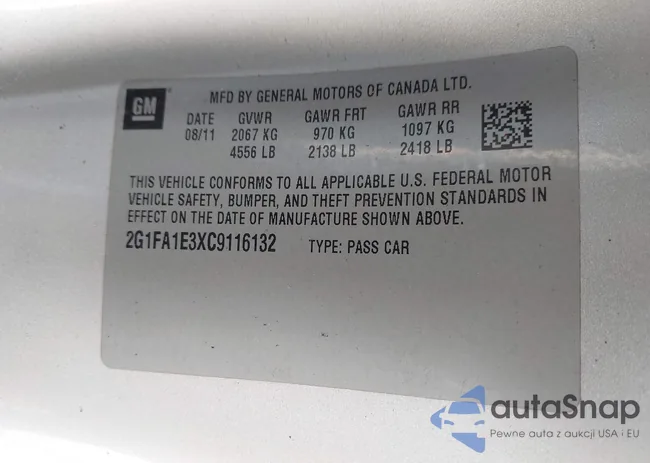 GM
MFD BY GENERAL MOTORS OF CANADA LTD.
DATE GVWR GAWR FRT GAWR RR
08/11 2067 KG 970 KG 1097 KG
4556 LB 2138 LB 2418 LB
THIS VEHICLE CONFORMS TO ALL APPLICABLE U.S. FEDERAL MOTOR
VEHICLE SAFETY, BUMPER, AND THEFT PREVENTION STANDARDS IN
EFFECT ON THE DATE OF MANUFACTURE SHOWN ABOVE.
2G1FA1E3XC9116132 TYPE: PASS CAR
autaSnap
Pewne auta z aukcji USA i EU